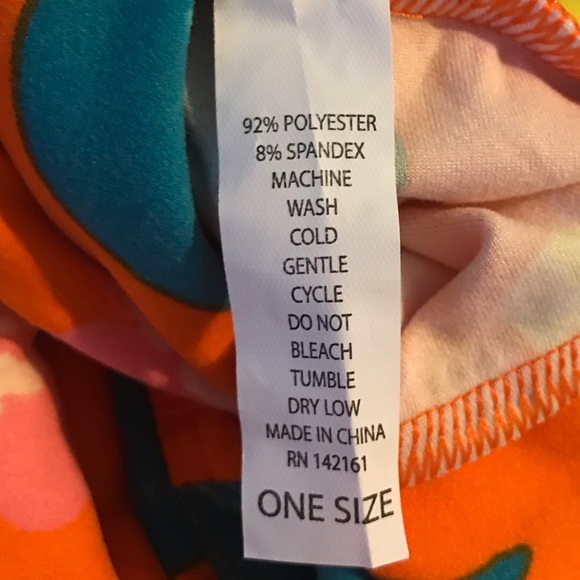 92% POLYESTER
8% SPANDEX
MACHINE
WASH
COLD
GENTLE
CYCLE
DO NOT
BLEACH
TUMBLE
DRY LOW
MADE IN CHINA
RN 142161
ONE SIZE